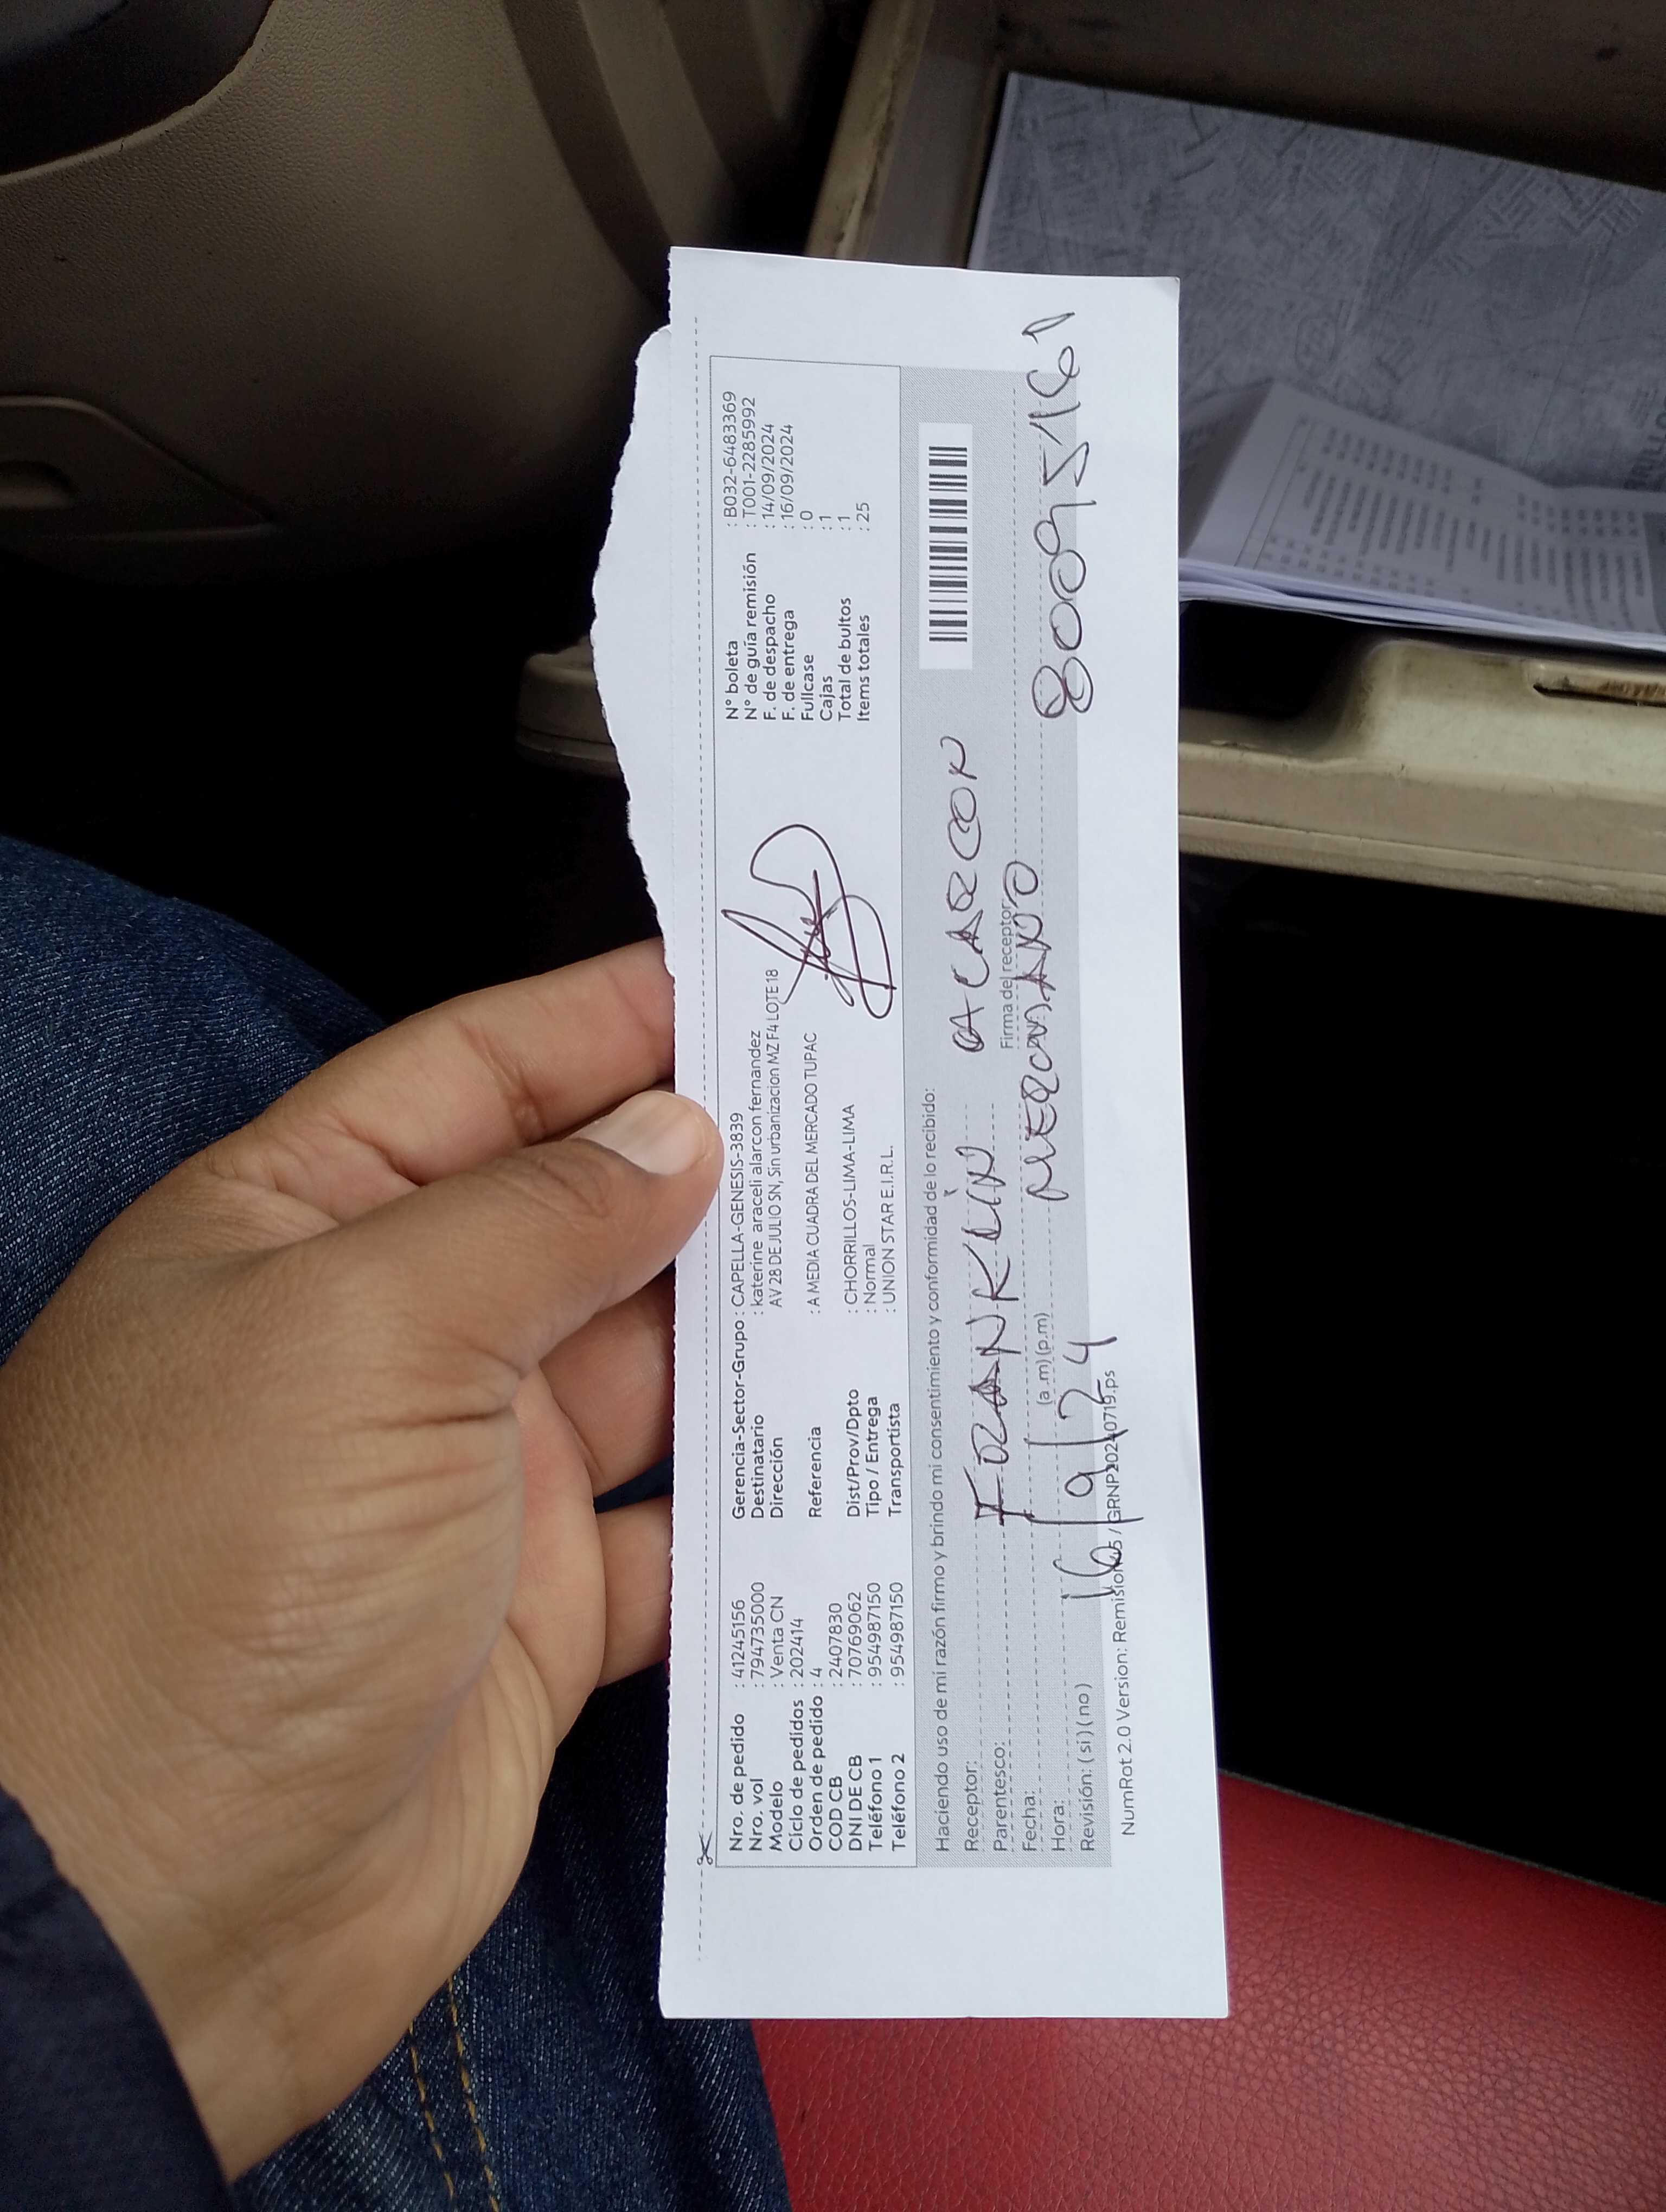 Nro. de pedido : 41245156
Nro. vol : 794735000
Modelo : Venta CN
Ciclo de pedidos : 202414
Orden de pedido : 4
COD CB : 2407830
DNI DE CB : 70769062
Teléfono 1 : 954987150
Teléfono 2 : 954987150
Gerencia-Sector-Grupo : CAPELLA-GENESIS-3839
Destinatario : katerine araceli alarcon fernandez
Dirección AV 28 DE JULIO SN, Sin urbanizacion MZ F4 LOTE 18
Referencia : A MEDIA CUADRA DEL MERCADO TUPAC
Dist/Prov/Dpto : CHORRILLOS-LIMA-LIMA
Tipo / Entrega : Normal
Transportista : UNION STAR E.I.R.L.
N° boleta : B032-6483369
N° de guía remisión : T001-2285992
F. de despacho : 14/09/2024
F. de entrega : 16/09/2024
Fullcase : 0
Cajas : 1
Total de bultos : 1
Items totales : 25
Haciendo uso de mi razón firmo y brindo mi consentimiento y conformidad de lo recibido:
Receptor: FRANKLIN ALARCON
Parentesco:
Firma del receptor
Fecha:
HERMANO
Hora: (a .m) (p.m)
16/9/24
Revisión: ( si ) ( no )
NumRot 2.0 Version: Remision / GRNP20240719.ps